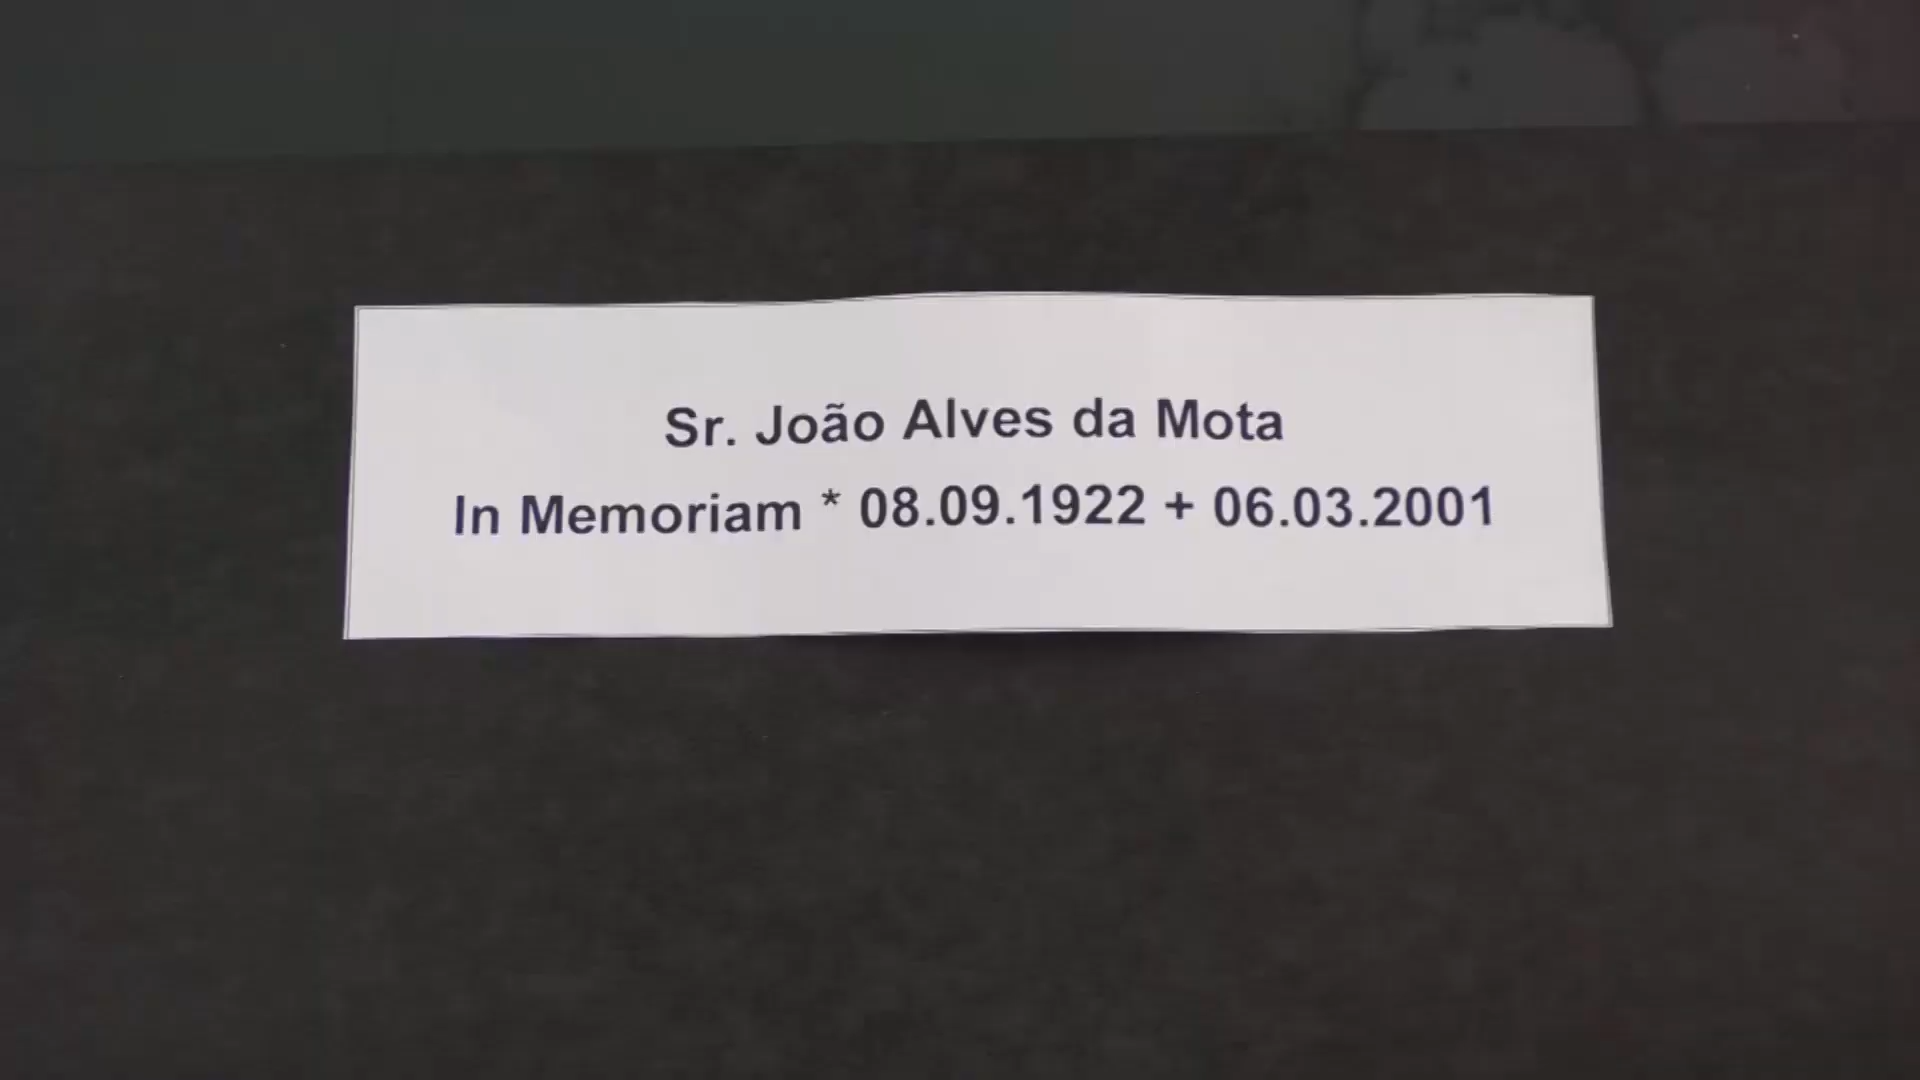 Sr. João Alves da Mota
In Memoriam * 08.09.1922 + 06.03.2001